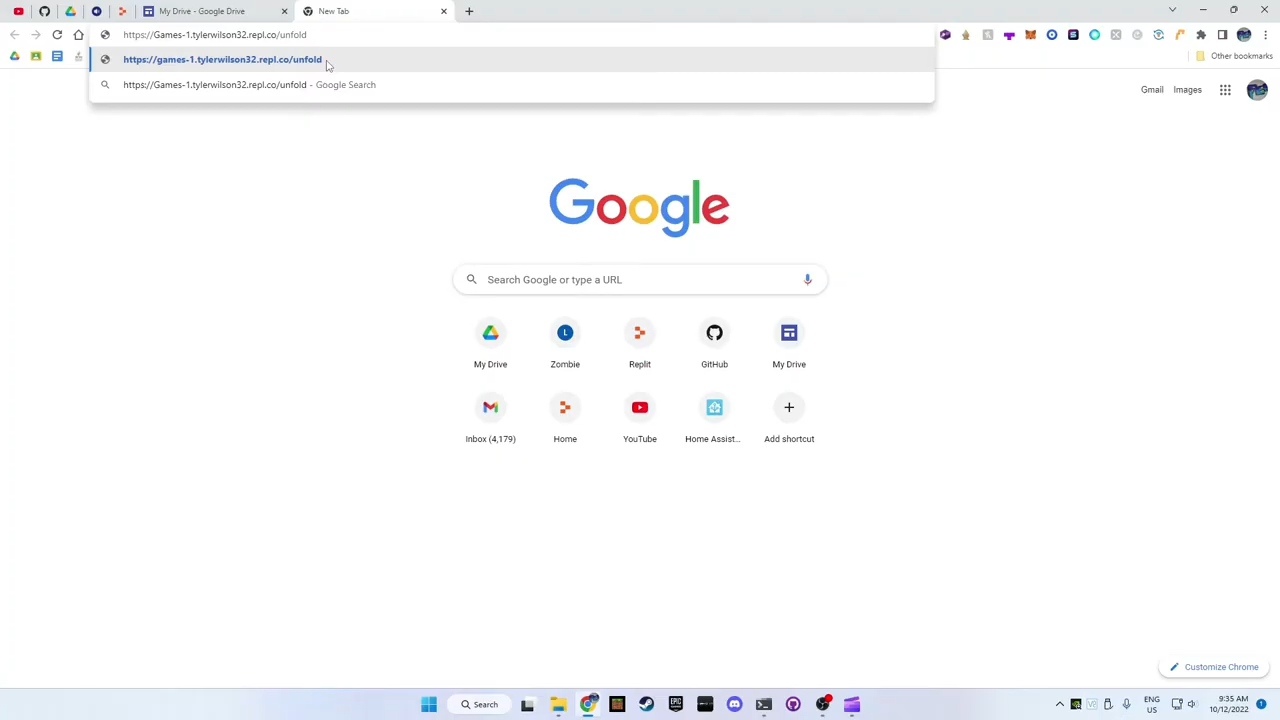 My Drive - Google Drive
New Tab
https://Games-1.tylerwilson32.repl.co/unfold
https://games-1.tylerwilson32.repl.co/unfold
https://Games-1.tylerwilson32.repl.co/unfold - Google Search
Other bookmarks
Gmail Images
Google
Search Google or type a URL
L
My Drive Zombie Replit GitHub My Drive
Inbox (4,179) Home YouTube Home Assist... Add shortcut
Customize Chrome
Search
EPIC
ENG
US
9:35 AM
10/12/2022